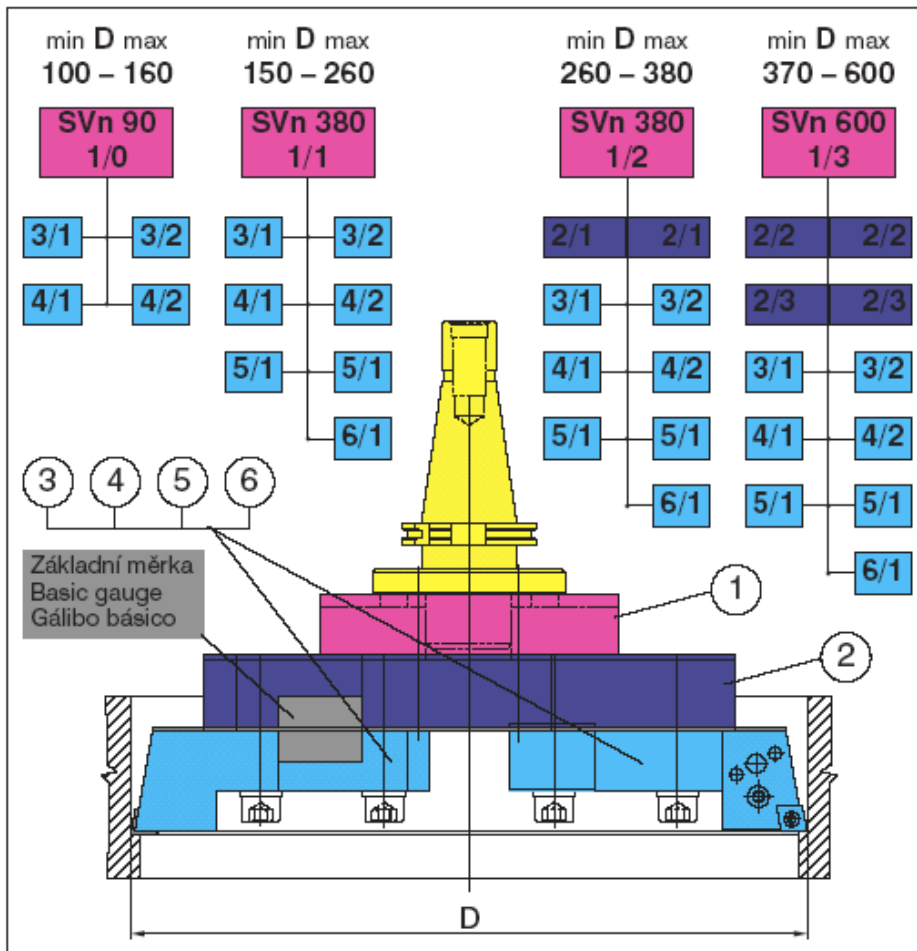 min D max
100 – 160
min D max
150 – 260
min D max
260 – 380
min D max
370 – 600
SVn 90
1/0
SVn 380
1/1
SVn 380
1/2
SVn 600
1/3
3/1 3/2
4/1 4/2
3/1 3/2
4/1 4/2
5/1 5/1
6/1
2/1 2/1
3/1 3/2
4/1 4/2
5/1 5/1
6/1
2/2 2/2
2/3 2/3
3/1 3/2
4/1 4/2
5/1 5/1
6/1
3 4 5 6
Základní měrka
Basic gauge
Gálibo básico
1
2
D